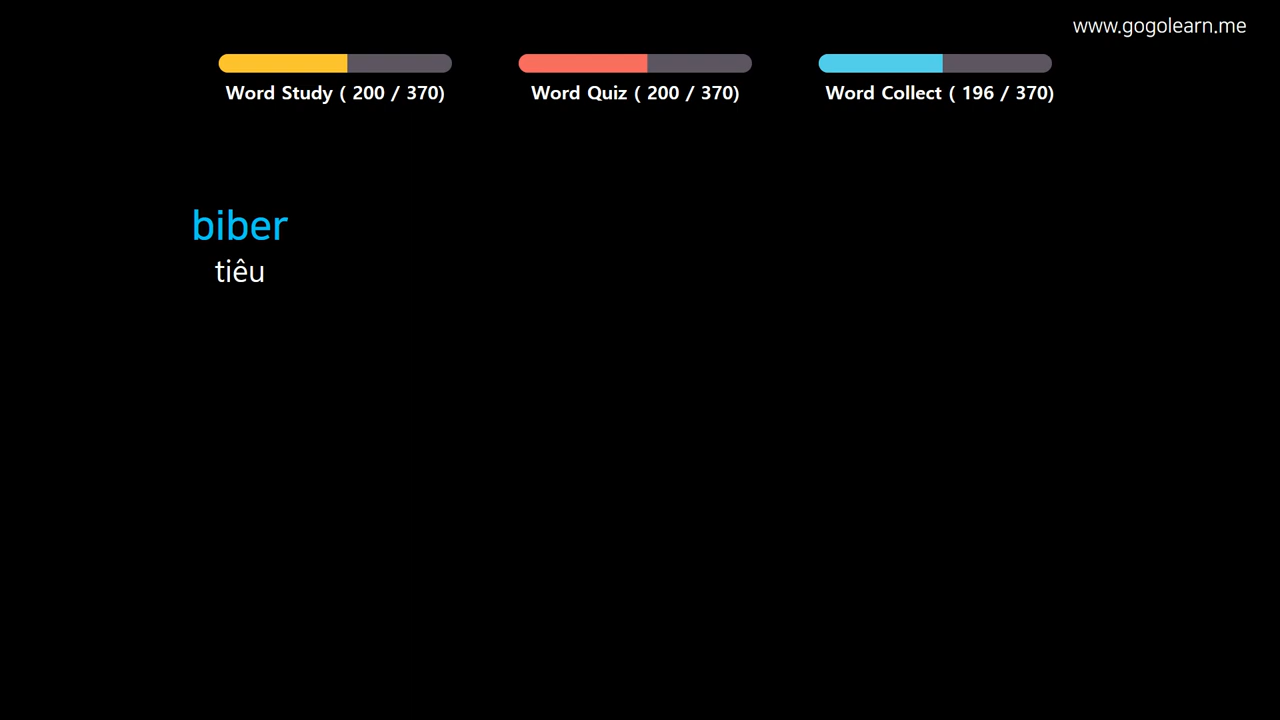 www.gogolearn.me
Word Study ( 200 / 370)
Word Quiz ( 200 / 370)
Word Collect ( 196 / 370)
biber
tiêu